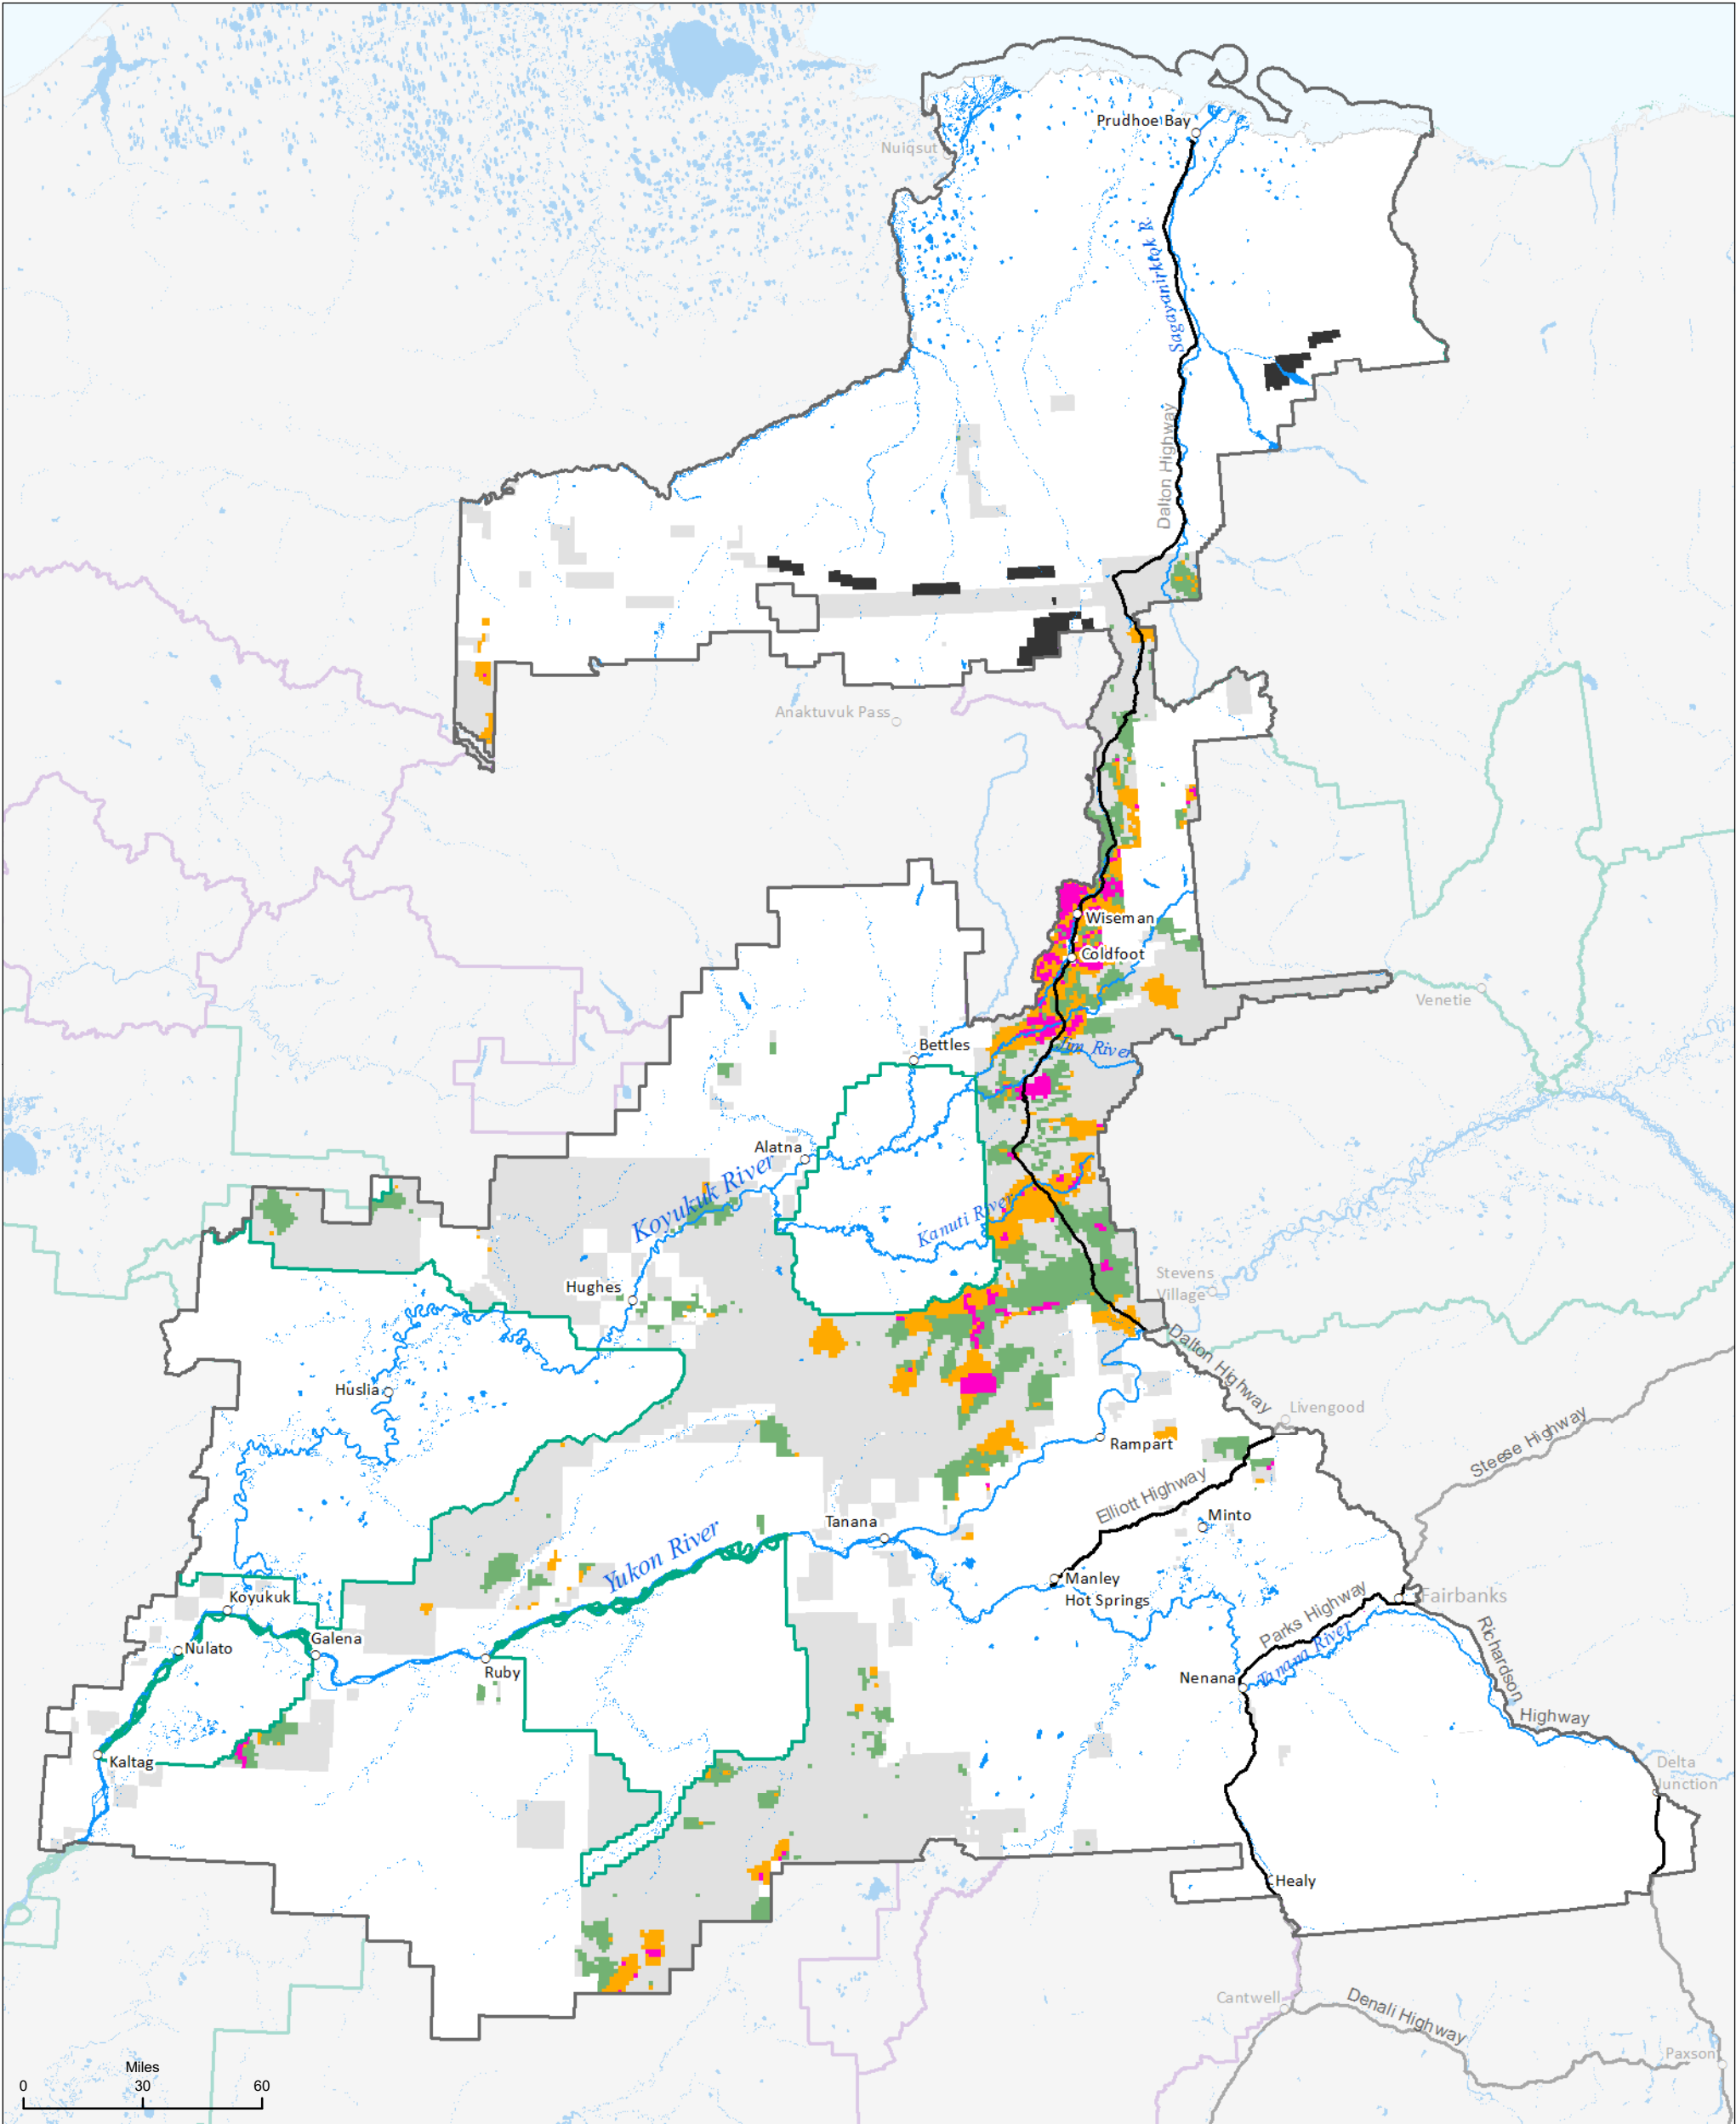 Prudhoe Bay
Nuiqsut
Sagavanirktok R.
Dalton Highway
Anaktuvuk Pass
Wiseman
Coldfoot
Venetie
Bettles
Jim River
Alatna
Koyukuk River
Kanuti River
Hughes
Stevens
Village
Dalton Highway
Huslia
Livengood
Rampart
Steese Highway
Elliott Highway
Minto
Tanana
Yukon River
Manley
Hot Springs
Koyukuk
Parks Highway
Fairbanks
Nulato
Galena
Ruby
Richardson
Highway
Tanana River
Nenana
Kaltag
Delta
Junction
Healy
Cantwell
Denali Highway
Paxson
Miles
0 30 60